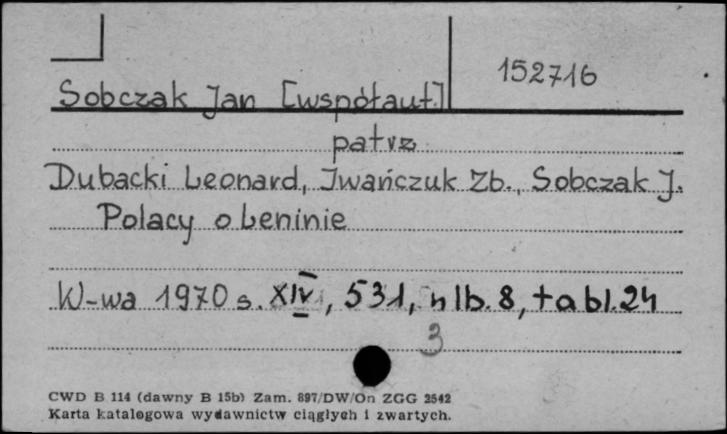 152716
Sobczak Jan [współaut.]
patrz
Dubacki Leonard, Iwańczuk Zb., Sobczak J.
Polacy o Leninie
W-wa 1970 s. XIV, 531, nlb. 8, tabl. 24
3
CWD B 114 (dawny B 15b) Zam. 897/DW/On ZGG 2542
Karta katalogowa wydawnictw ciągłych i zwartych.